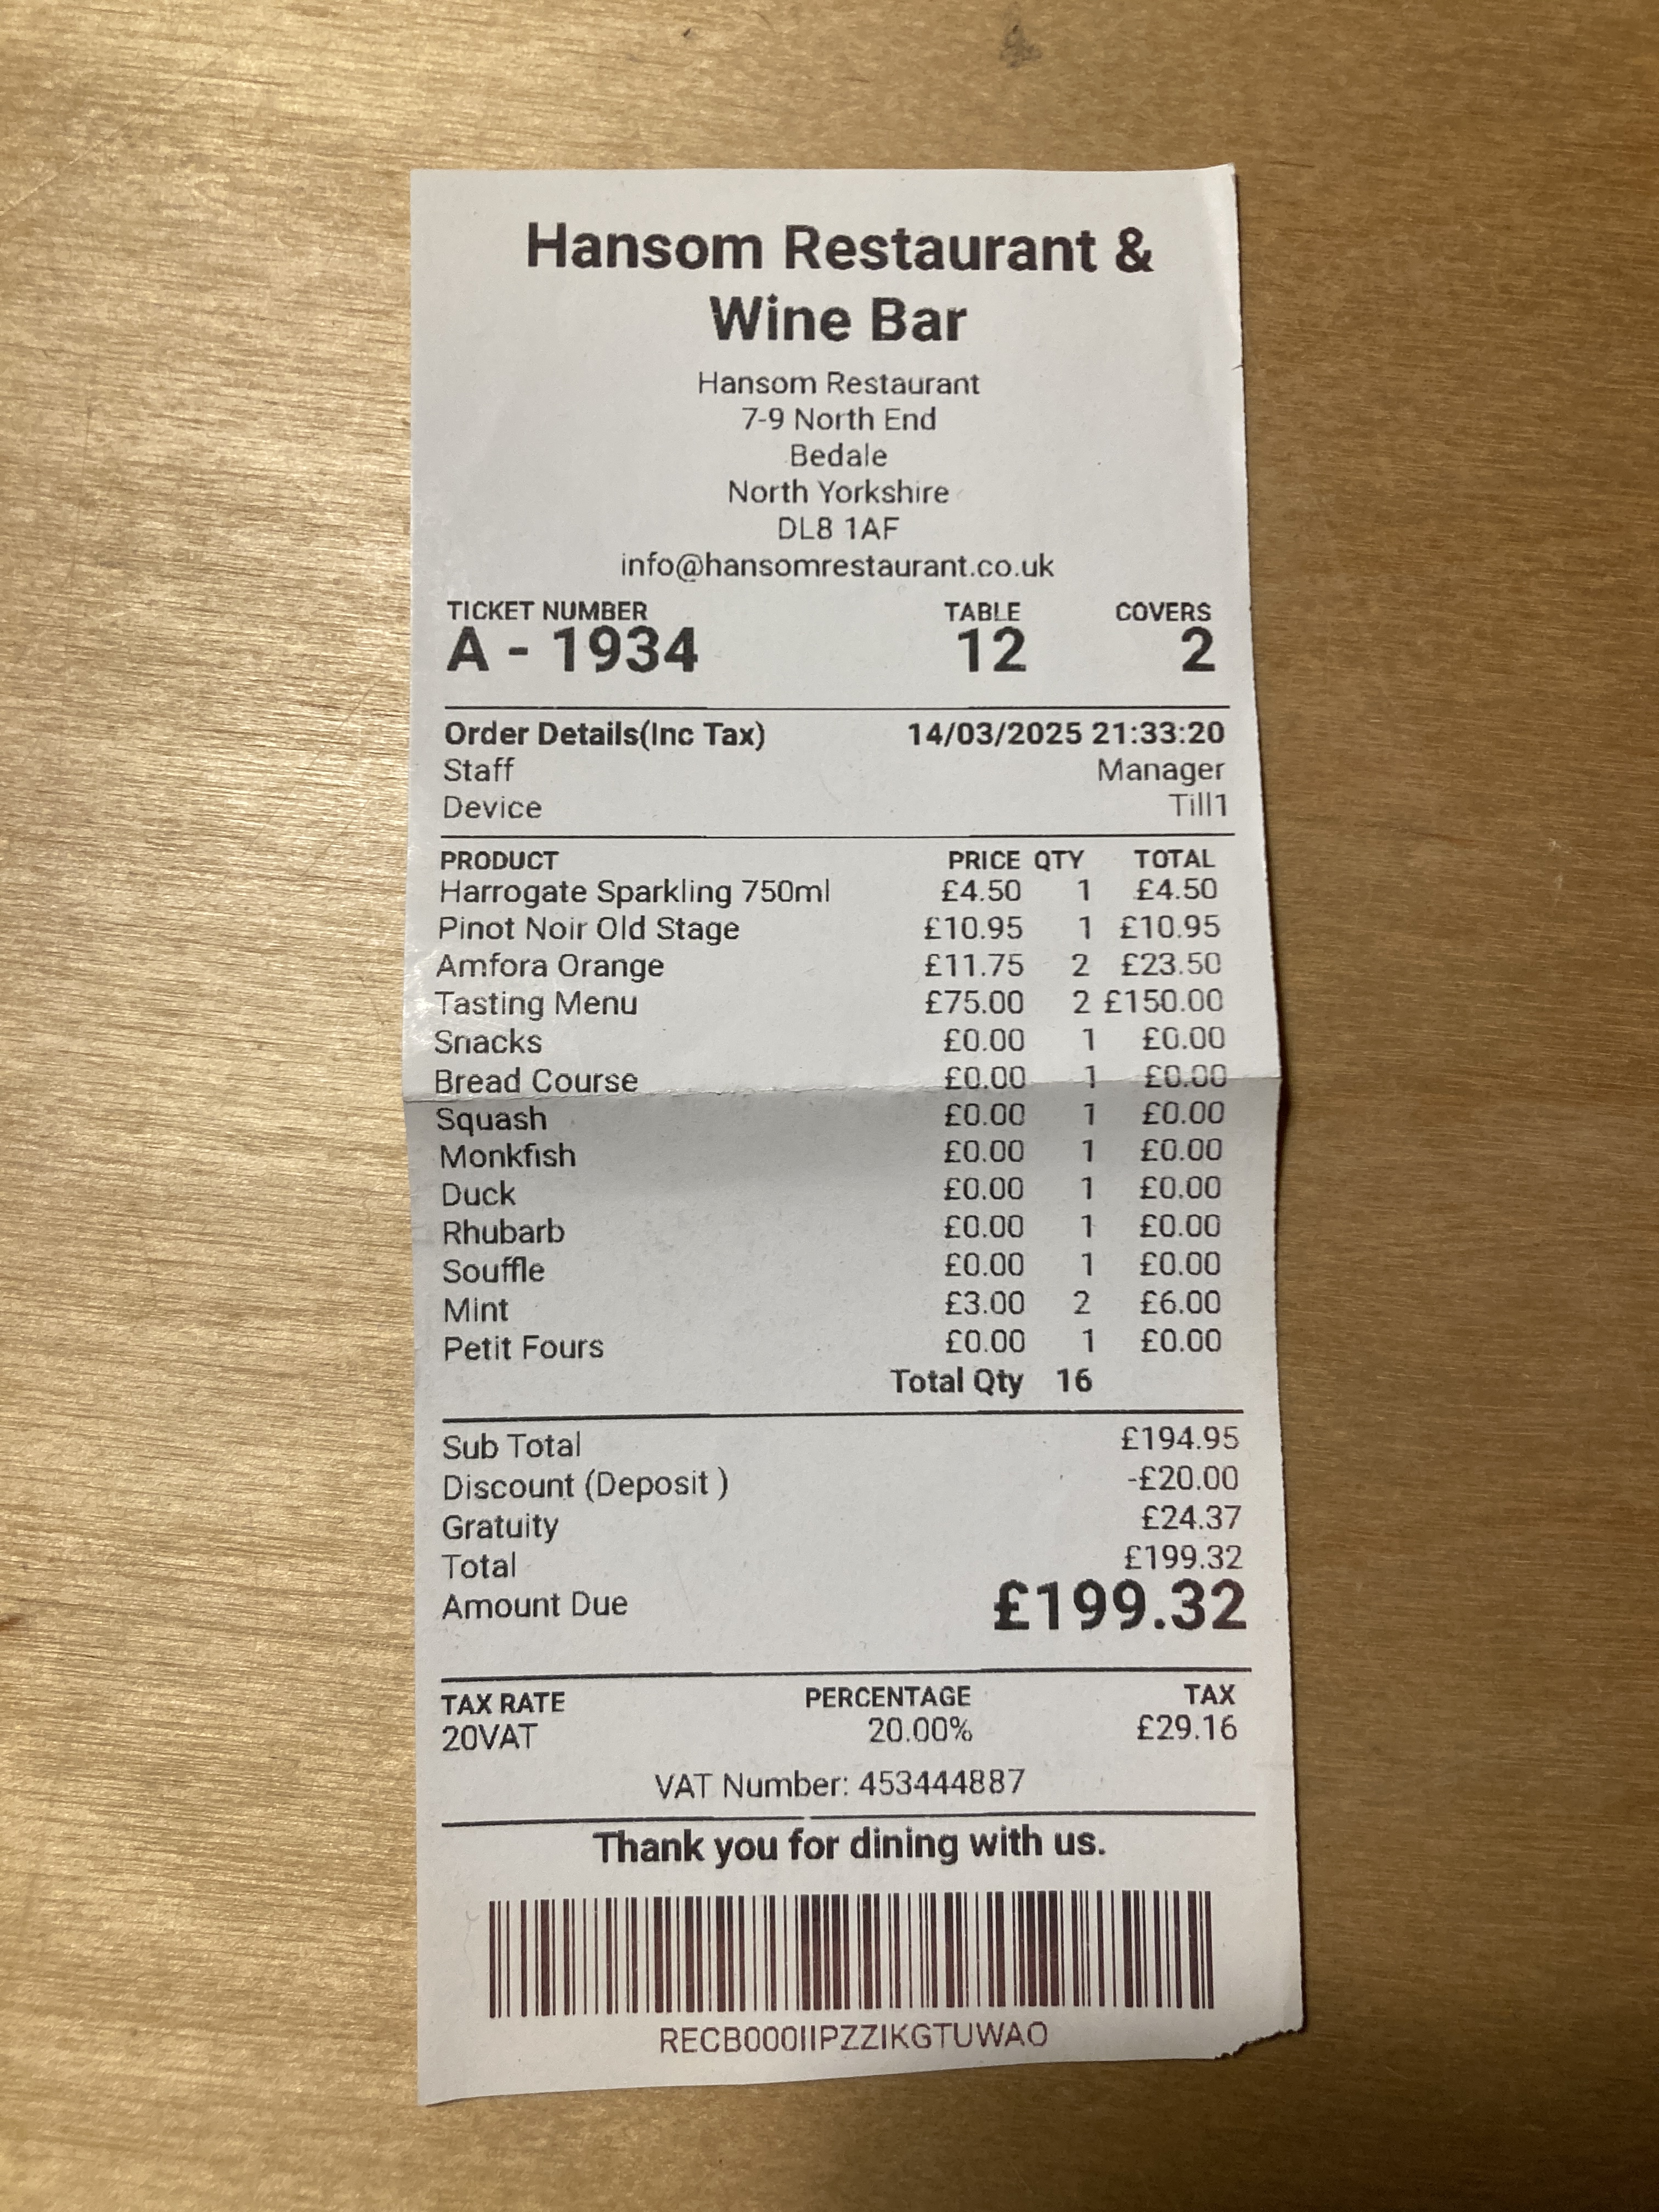 Hansom Restaurant &
Wine Bar
Hansom Restaurant
7-9 North End
Bedale
North Yorkshire
DL8 1AF
info@hansomrestaurant.co.uk
TICKET NUMBER TABLE COVERS
A - 1934 12 2
Order Details(Inc Tax) 14/03/2025 21:33:20
Staff Manager
Device Till1
PRODUCT PRICE QTY TOTAL
Harrogate Sparkling 750ml £4.50 1 £4.50
Pinot Noir Old Stage £10.95 1 £10.95
Amfora Orange £11.75 2 £23.50
Tasting Menu £75.00 2 £150.00
Snacks £0.00 1 £0.00
Bread Course £0.00 1 £0.00
Squash £0.00 1 £0.00
Monkfish £0.00 1 £0.00
Duck £0.00 1 £0.00
Rhubarb £0.00 1 £0.00
Souffle £0.00 1 £0.00
Mint £3.00 2 £6.00
Petit Fours £0.00 1 £0.00
Total Qty 16
Sub Total £194.95
Discount (Deposit ) -£20.00
Gratuity £24.37
Total £199.32
Amount Due £199.32
TAX RATE PERCENTAGE TAX
20VAT 20.00% £29.16
VAT Number: 453444887
Thank you for dining with us.
RECB000IIPZZIKGTUWAO